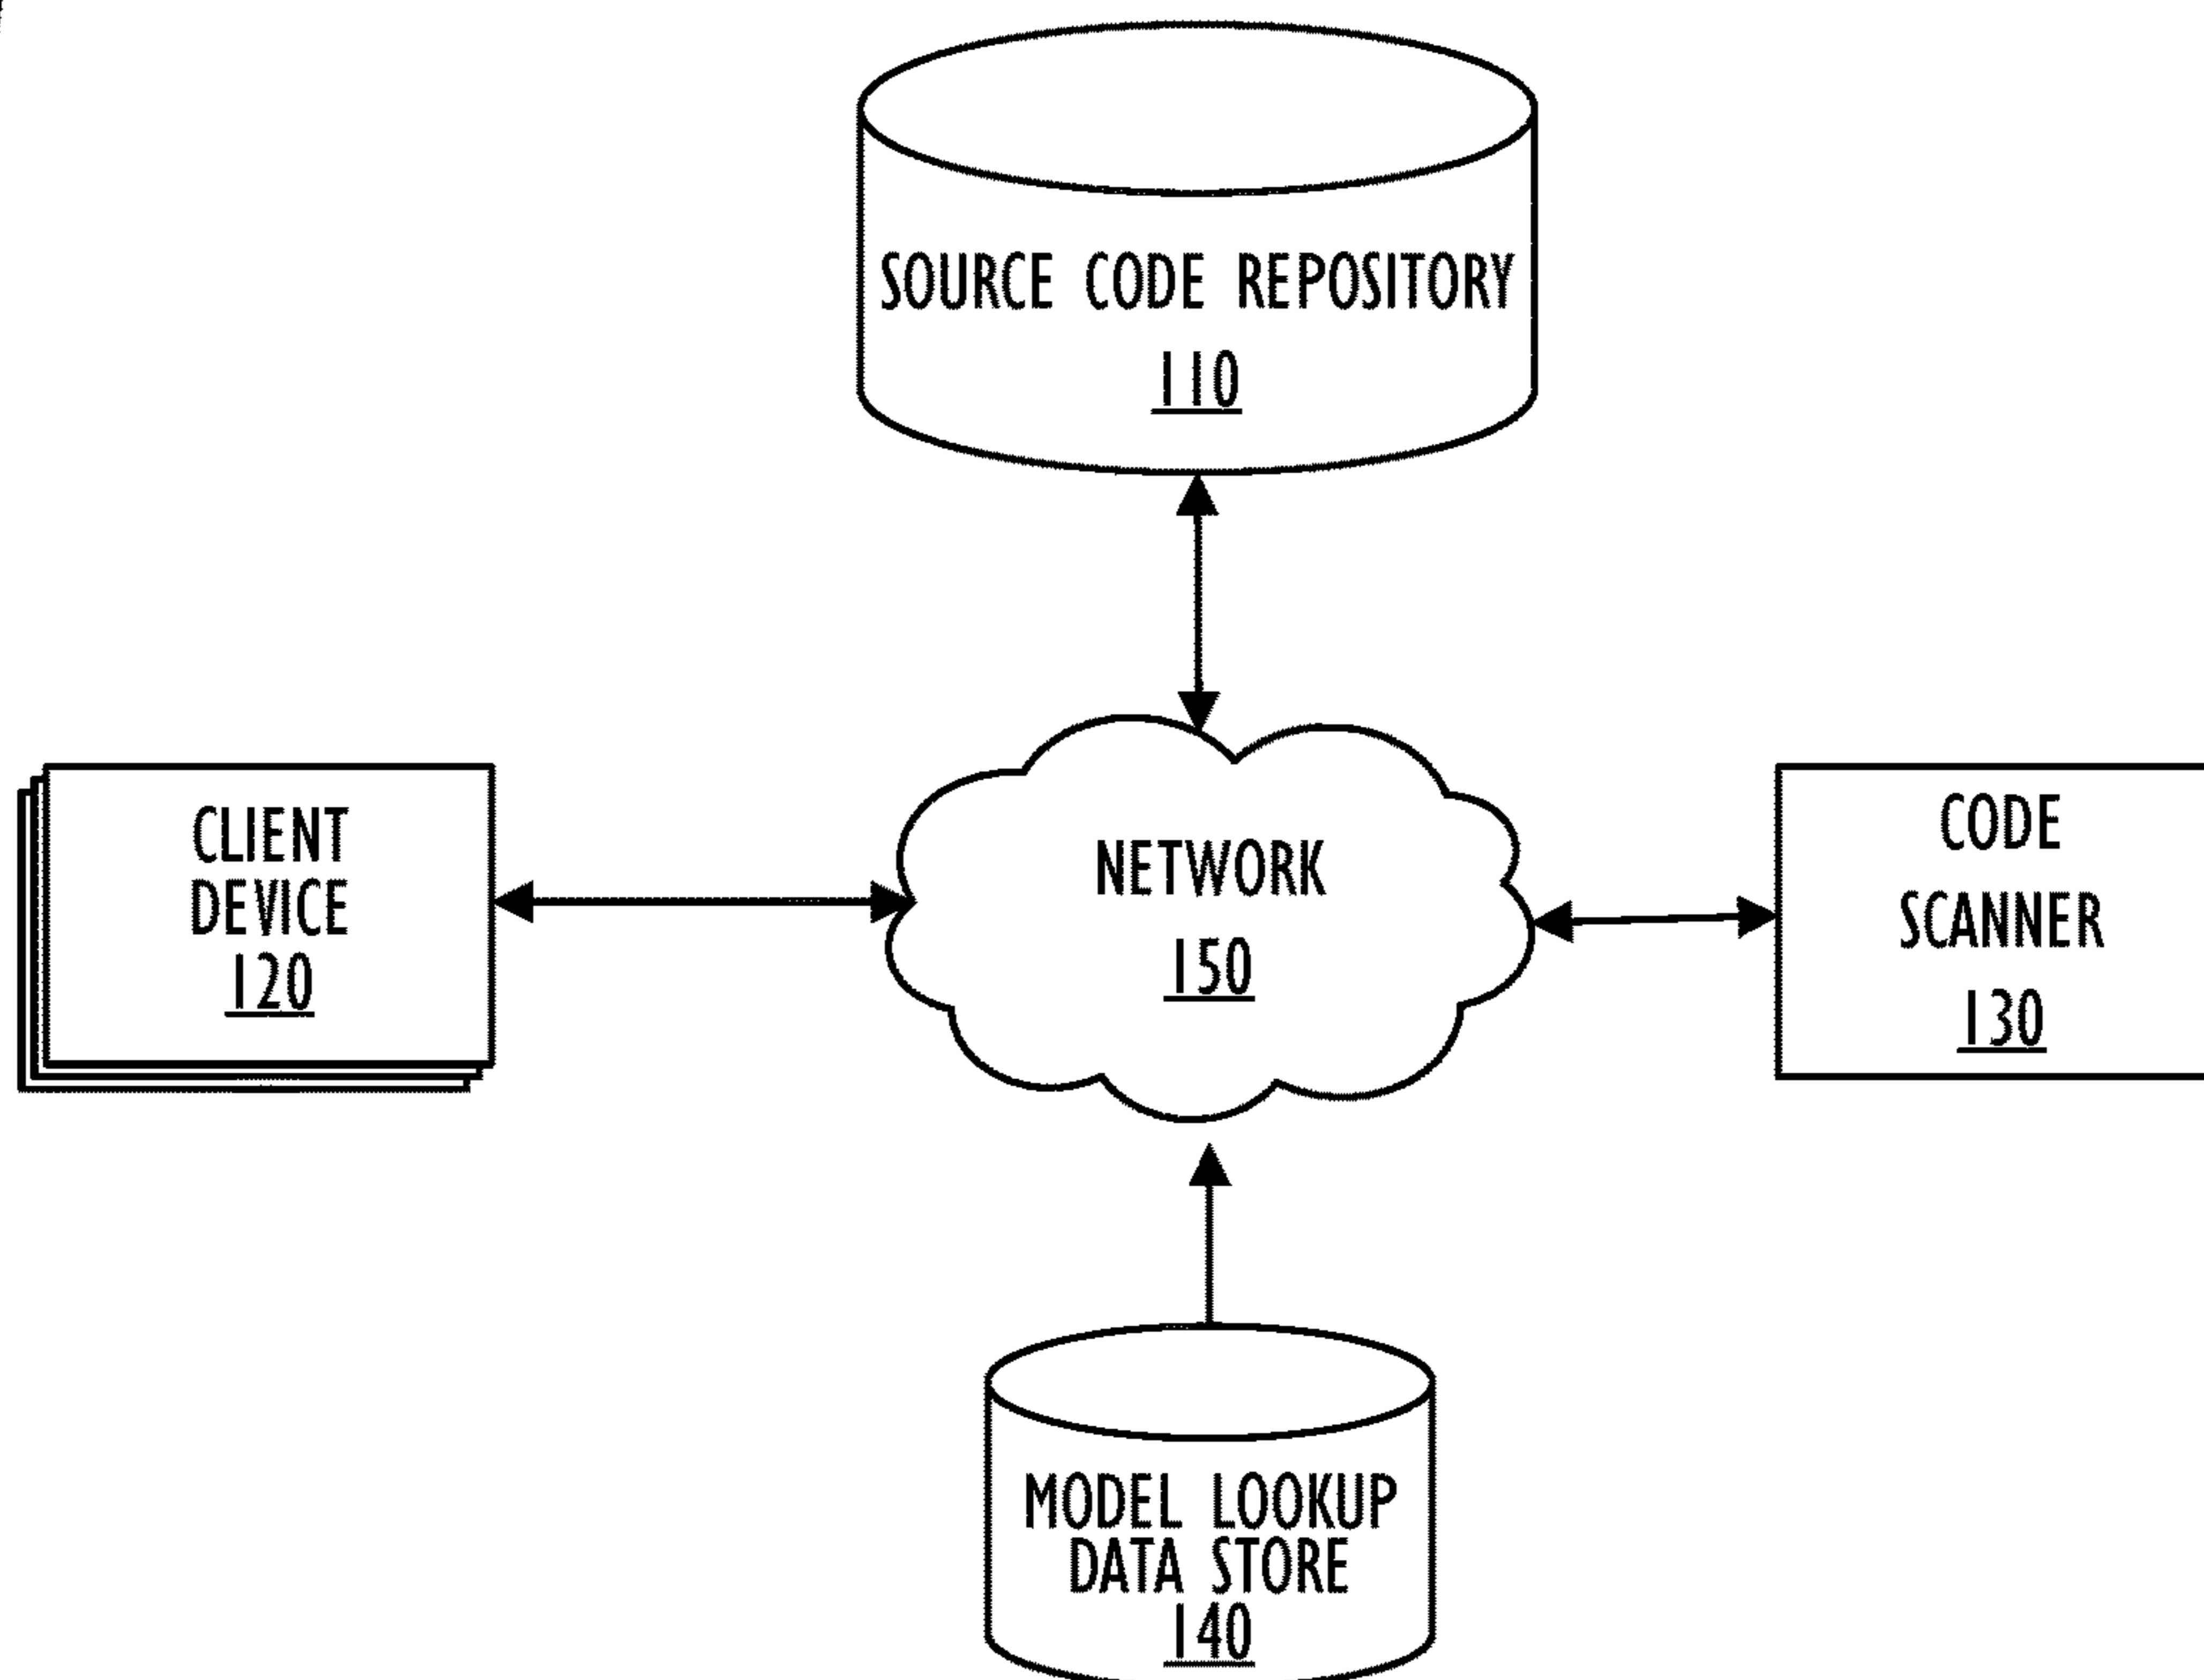 SOURCE CODE REPOSITORY
110
CLIENT
DEVICE
120
NETWORK
150
CODE
SCANNER
130
MODEL LOOKUP
DATA STORE
140